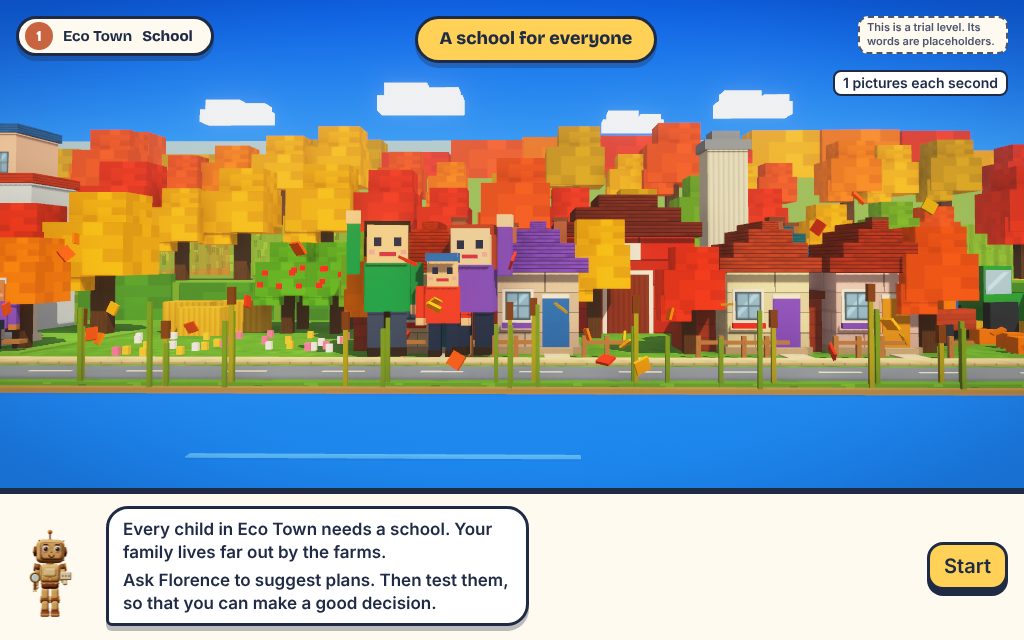 1 Eco Town School
A school for everyone
This is a trial level. Its
words are placeholders.
1 pictures each second
Every child in Eco Town needs a school. Your
family lives far out by the farms.
Ask Florence to suggest plans. Then test them,
so that you can make a good decision.
Start